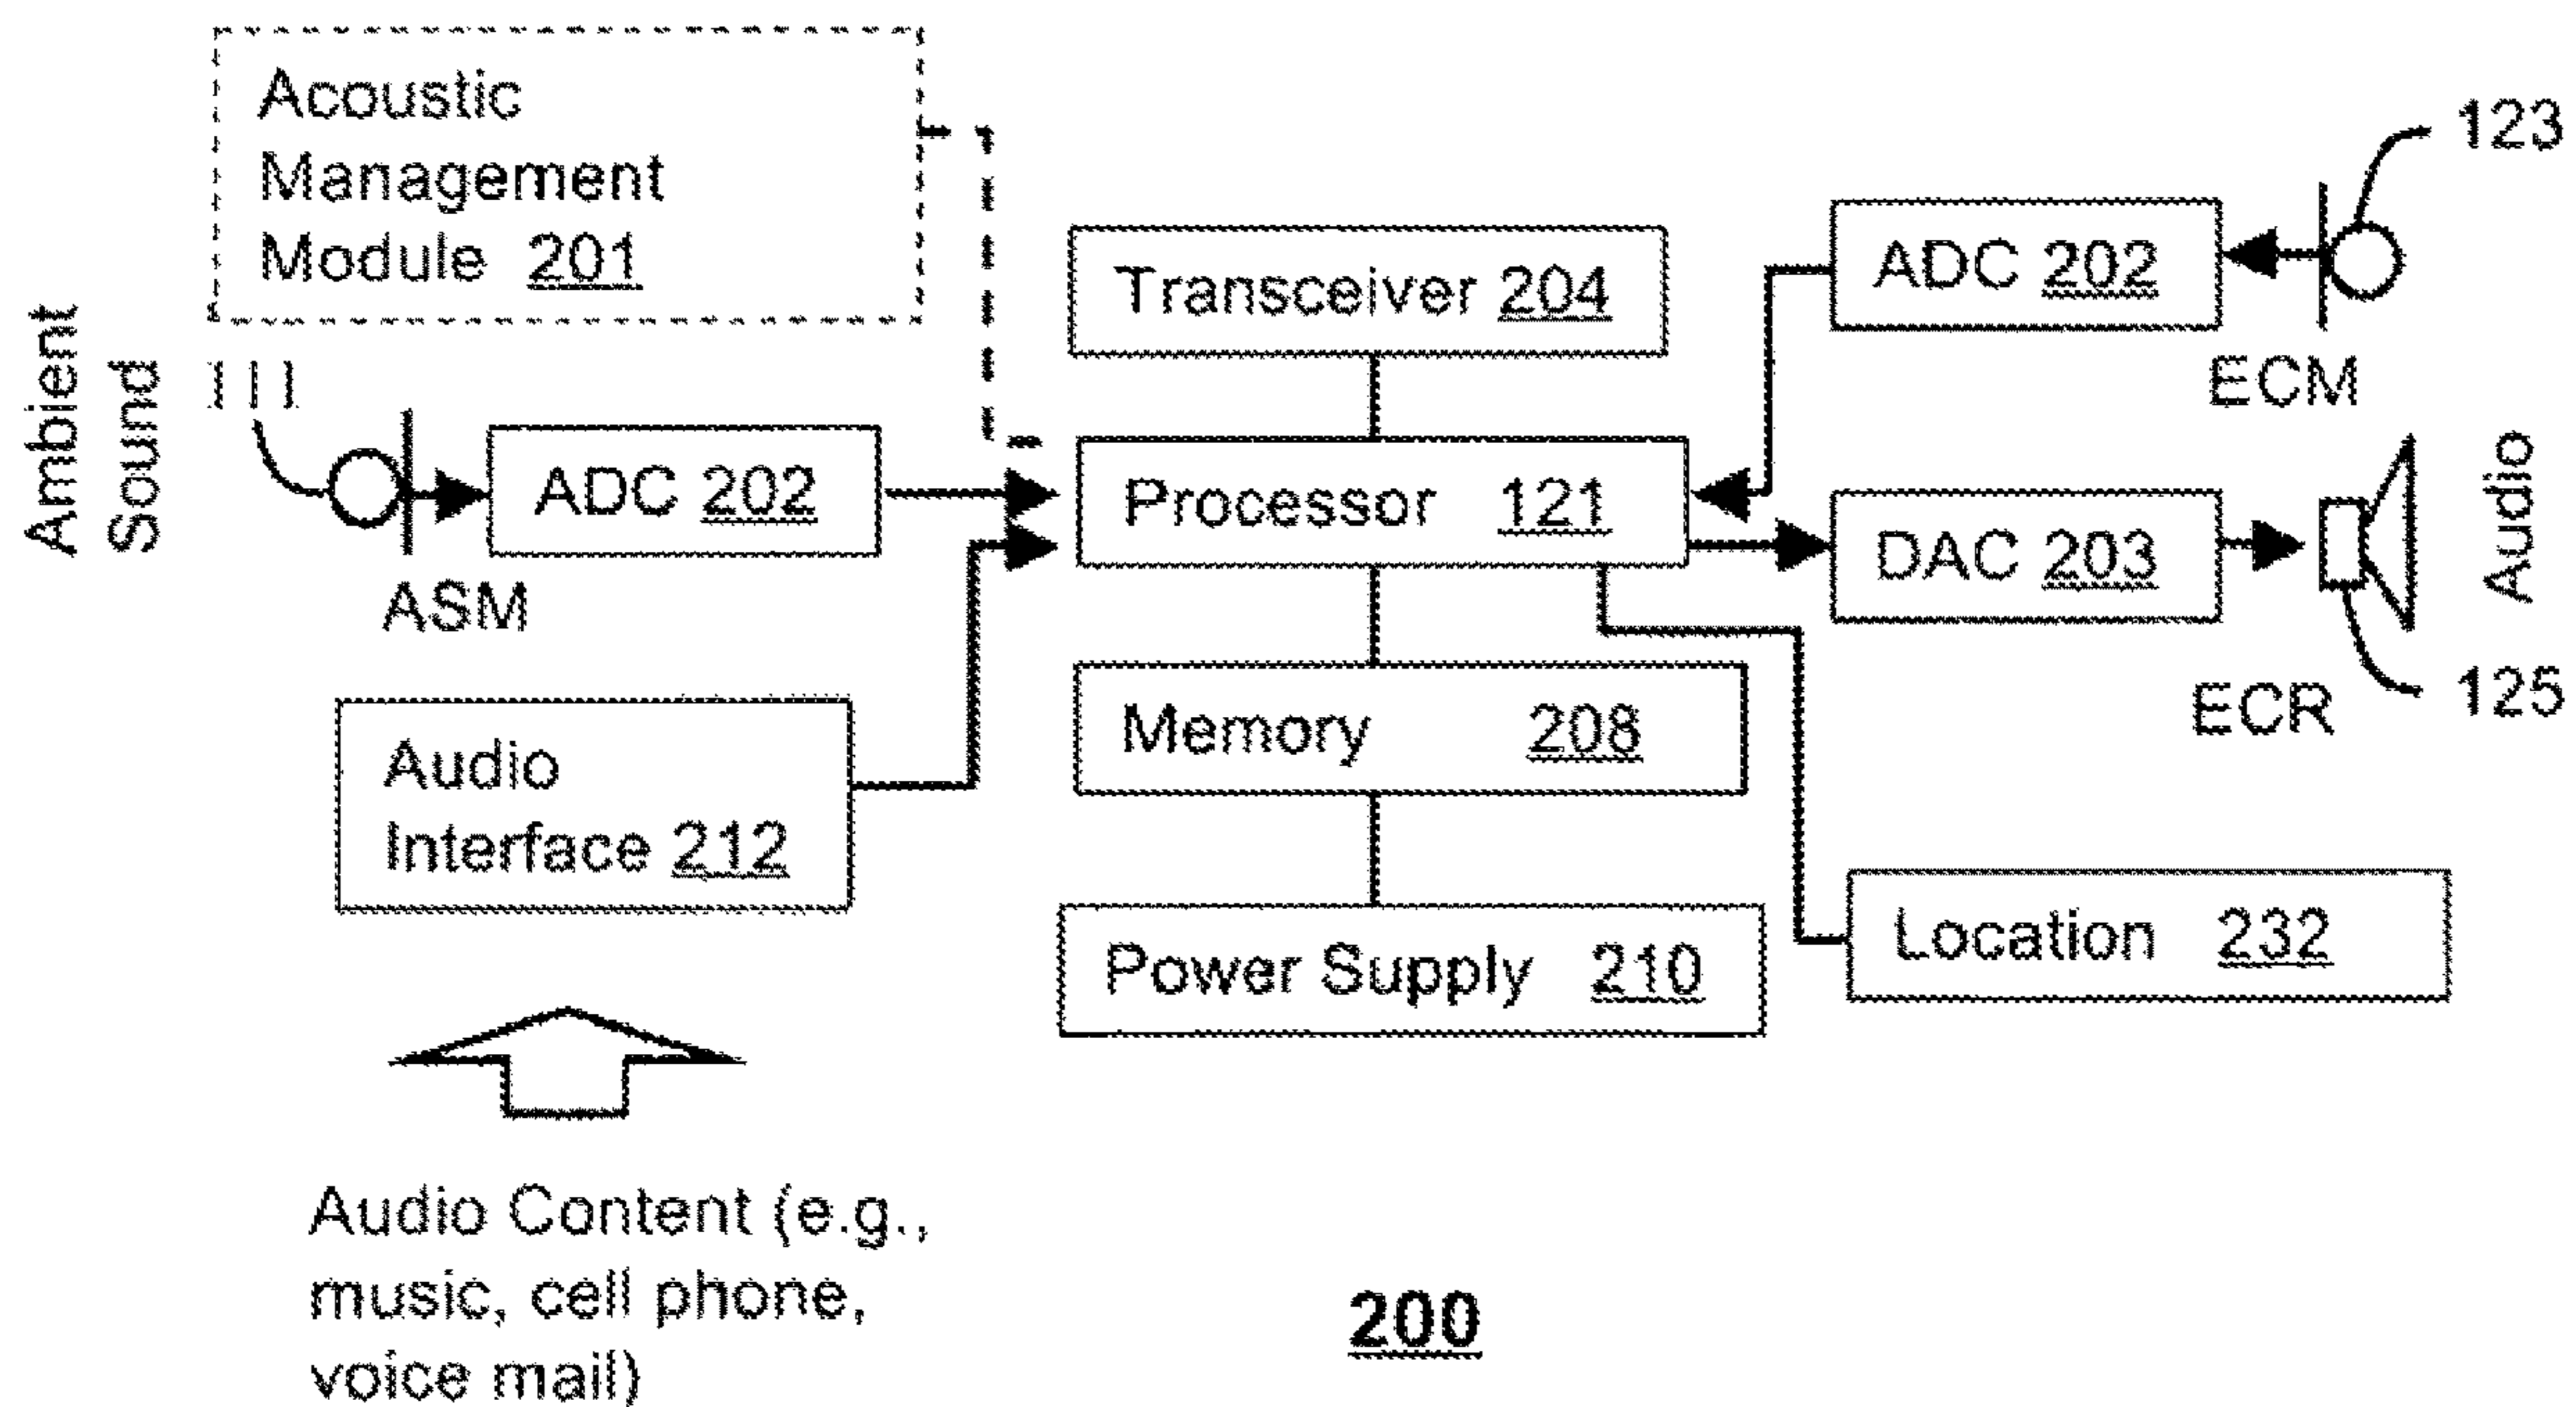 Acoustic
Management
Module 201
Ambient
Sound
111
ASM
ADC 202
Transceiver 204
Processor 121
ADC 202
123
ECM
DAC 203
Audio
125
ECR
Memory 208
Audio
Interface 212
Power Supply 210
Location 232
Audio Content (e.g.,
music, cell phone,
voice mail)
200